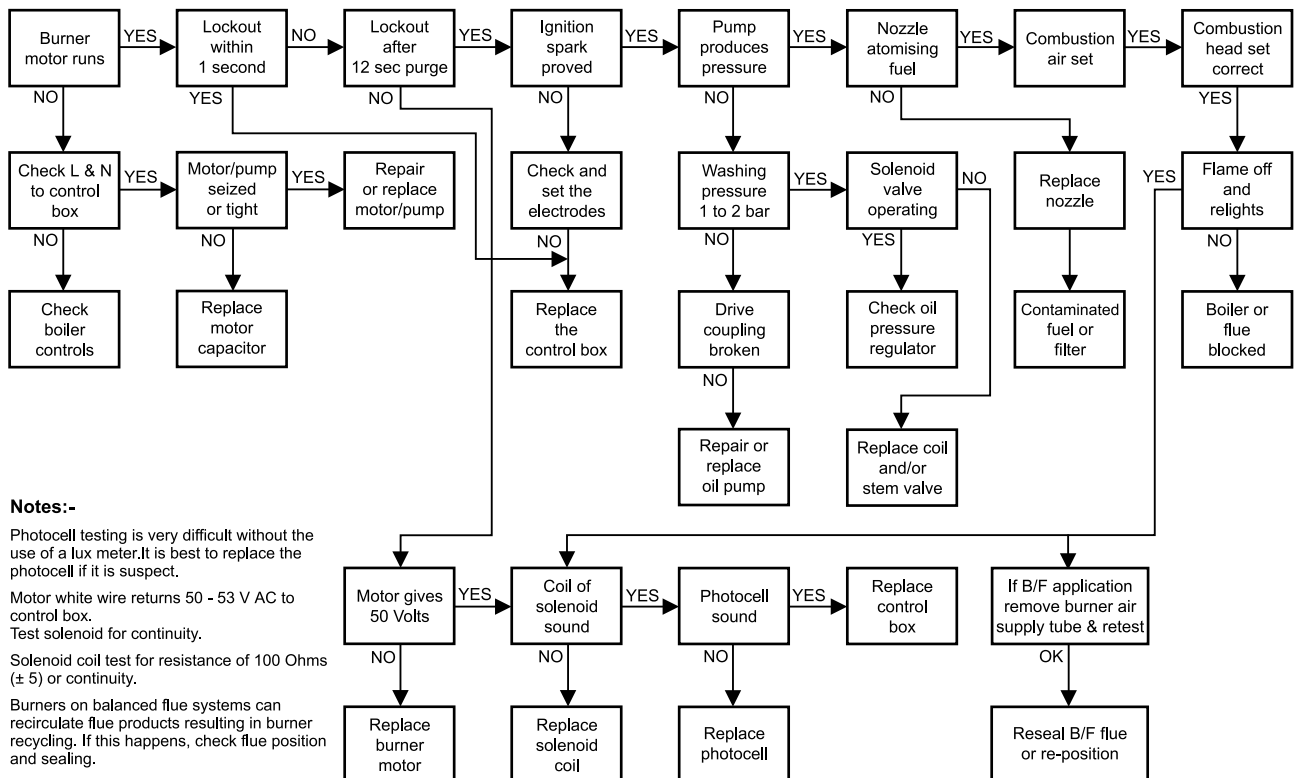 Burner
motor runs
YES
Lockout
within
1 second
NO
Lockout
after
12 sec purge
YES
Ignition
spark
proved
YES
Pump
produces
pressure
YES
Nozzle
atomising
fuel
YES
Combustion
air set
YES
Combustion
head set
correct
NO
YES
NO
NO
NO
NO
YES
Check L & N
to control
box
YES
Motor/pump
seized
or tight
YES
Repair
or replace
motor/pump
Check and
set the
electrodes
Washing
pressure
1 to 2 bar
YES
Solenoid
valve
operating
NO
Replace
nozzle
YES
Flame off
and
relights
NO
NO
NO
NO
YES
NO
Check
boiler
controls
Replace
motor
capacitor
Replace
the
control box
Drive
coupling
broken
Check oil
pressure
regulator
Contaminated
fuel or
filter
Boiler or
flue
blocked
NO
Repair or
replace
oil pump
Replace coil
and/or
stem valve
Notes:-
Photocell testing is very difficult without the
use of a lux meter.It is best to replace the
photocell if it is suspect.
Motor white wire returns 50 - 53 V AC to
control box.
Test solenoid for continuity.
Solenoid coil test for resistance of 100 Ohms
(± 5) or continuity.
Burners on balanced flue systems can
recirculate flue products resulting in burner
recycling. If this happens, check flue position
and sealing.
Motor gives
50 Volts
YES
Coil of
solenoid
sound
YES
Photocell
sound
YES
Replace
control
box
If B/F application
remove burner air
supply tube & retest
NO
NO
NO
OK
Replace
burner
motor
Replace
solenoid
coil
Replace
photocell
Reseal B/F flue
or re-position